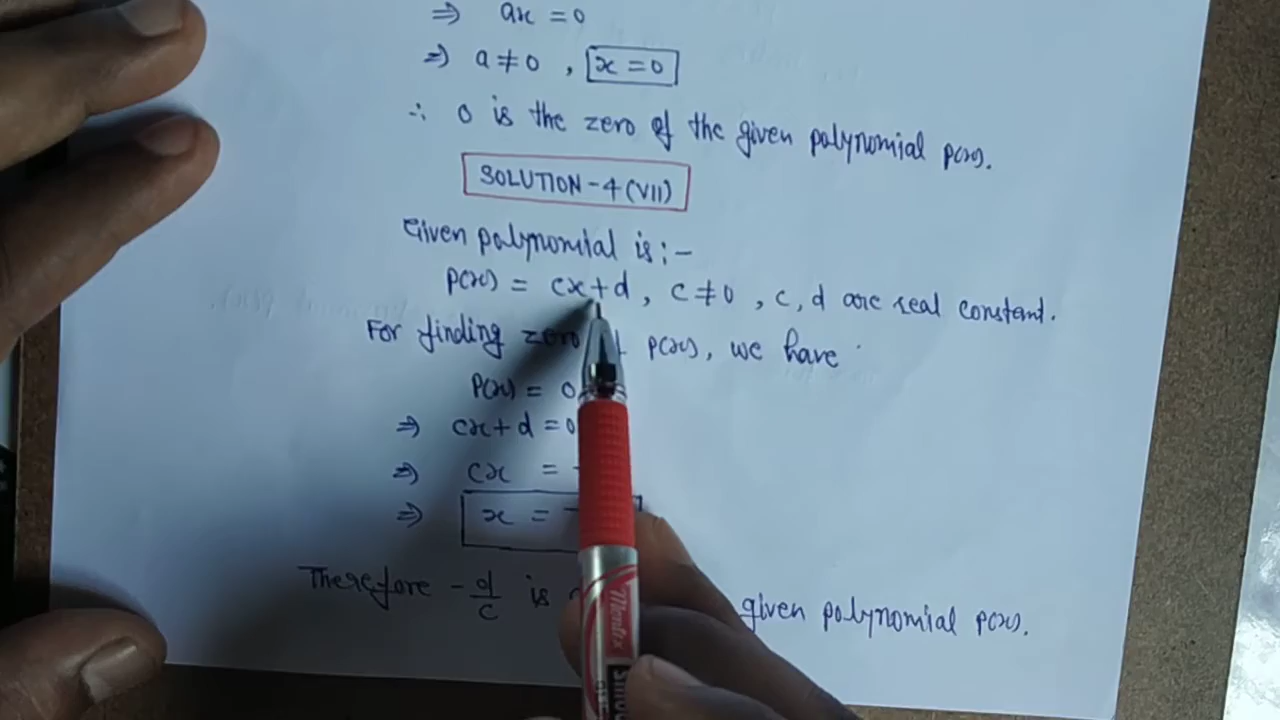 ⇒ ax = 0
⇒ a ≠ 0 , x = 0
∴ 0 is the zero of the given polynomial p(x).
SOLUTION - 4 (VII)
Given polynomial is :-
p(x) = cx + d , c ≠ 0 , c, d are real constant.
For finding zero p(x), we have
P(x) = 0
⇒ cx + d = 0
⇒ cx = -
⇒ x = -
Therefore - d/c is given polynomial p(x).
Montex